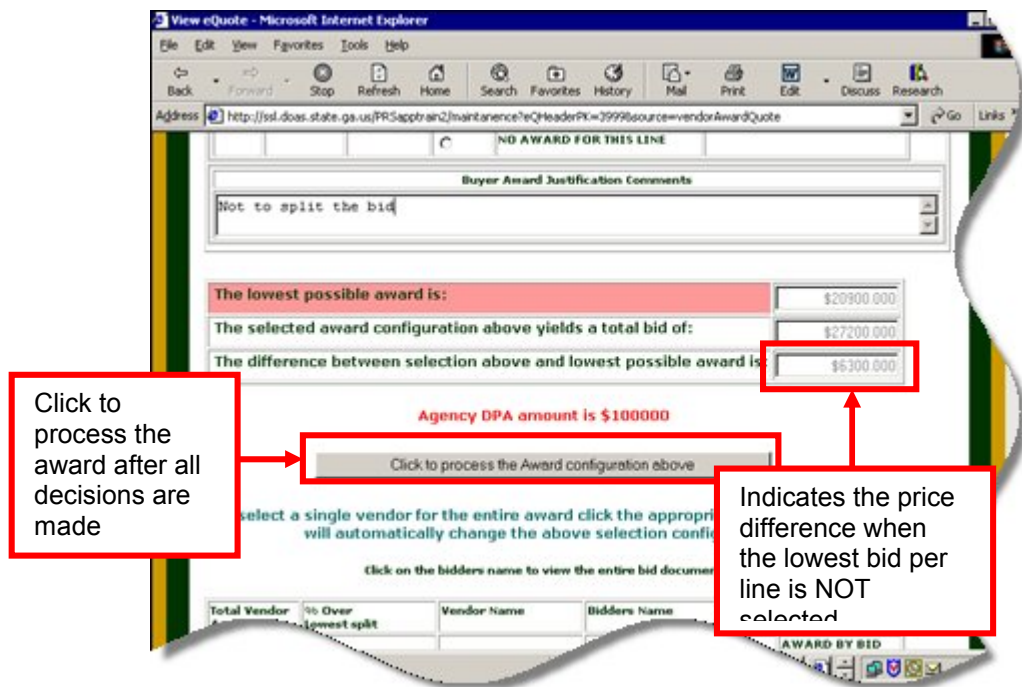 View eQuote - Microsoft Internet Explorer
File Edit View Favorites Tools Help
Back Forward Stop Refresh Home Search Favorites History Mail Print Edit Discuss Research
Address http://ssl.doas.state.ga.us/PRSapptrain2/maintanence?eQHeaderPK=3999&source=vendorAwardQuote Go Links
NO AWARD FOR THIS LINE
Buyer Award Justification Comments
Not to split the bid
The lowest possible award is: $20900.000
The selected award configuration above yields a total bid of: $27200.000
The difference between selection above and lowest possible award is: $6300.000
Click to
process the
award after all
decisions are
made
Agency DPA amount is $100000
Click to process the Award configuration above
Indicates the price
difference when
the lowest bid per
line is NOT
selected
select a single vendor for the entire award click the
will automatically change the above selection
Click on the bidders name to view the entire bid
Total Vendor % Over Vendor Name Bidders Name
Lowest split
AWARD BY BID